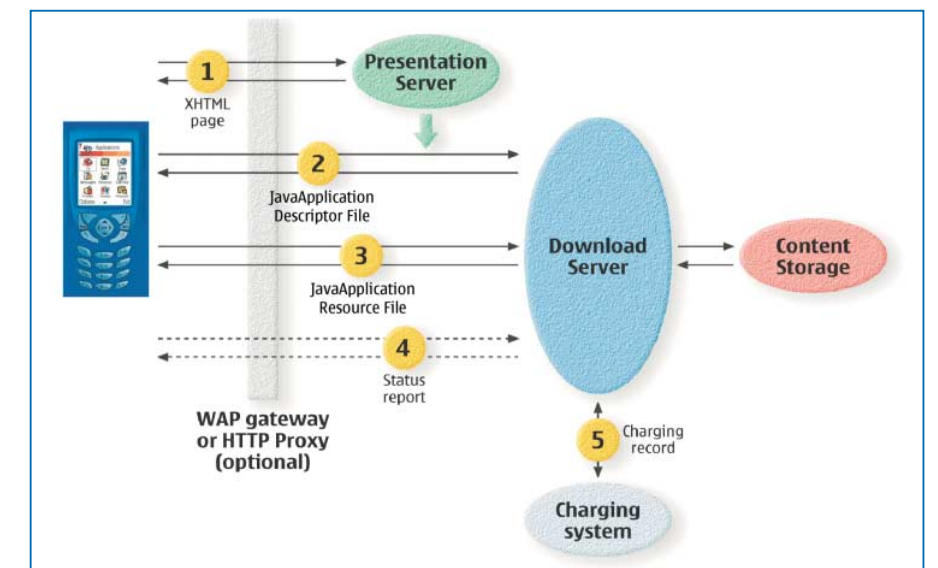 Presentation
Server
1
XHTML
page
Applications
2
JavaApplication
Descriptor File
3
JavaApplication
Resource File
Download
Server
Content
Storage
4
Status
report
WAP gateway
or HTTP Proxy
(optional)
5
Charging
record
Charging
system